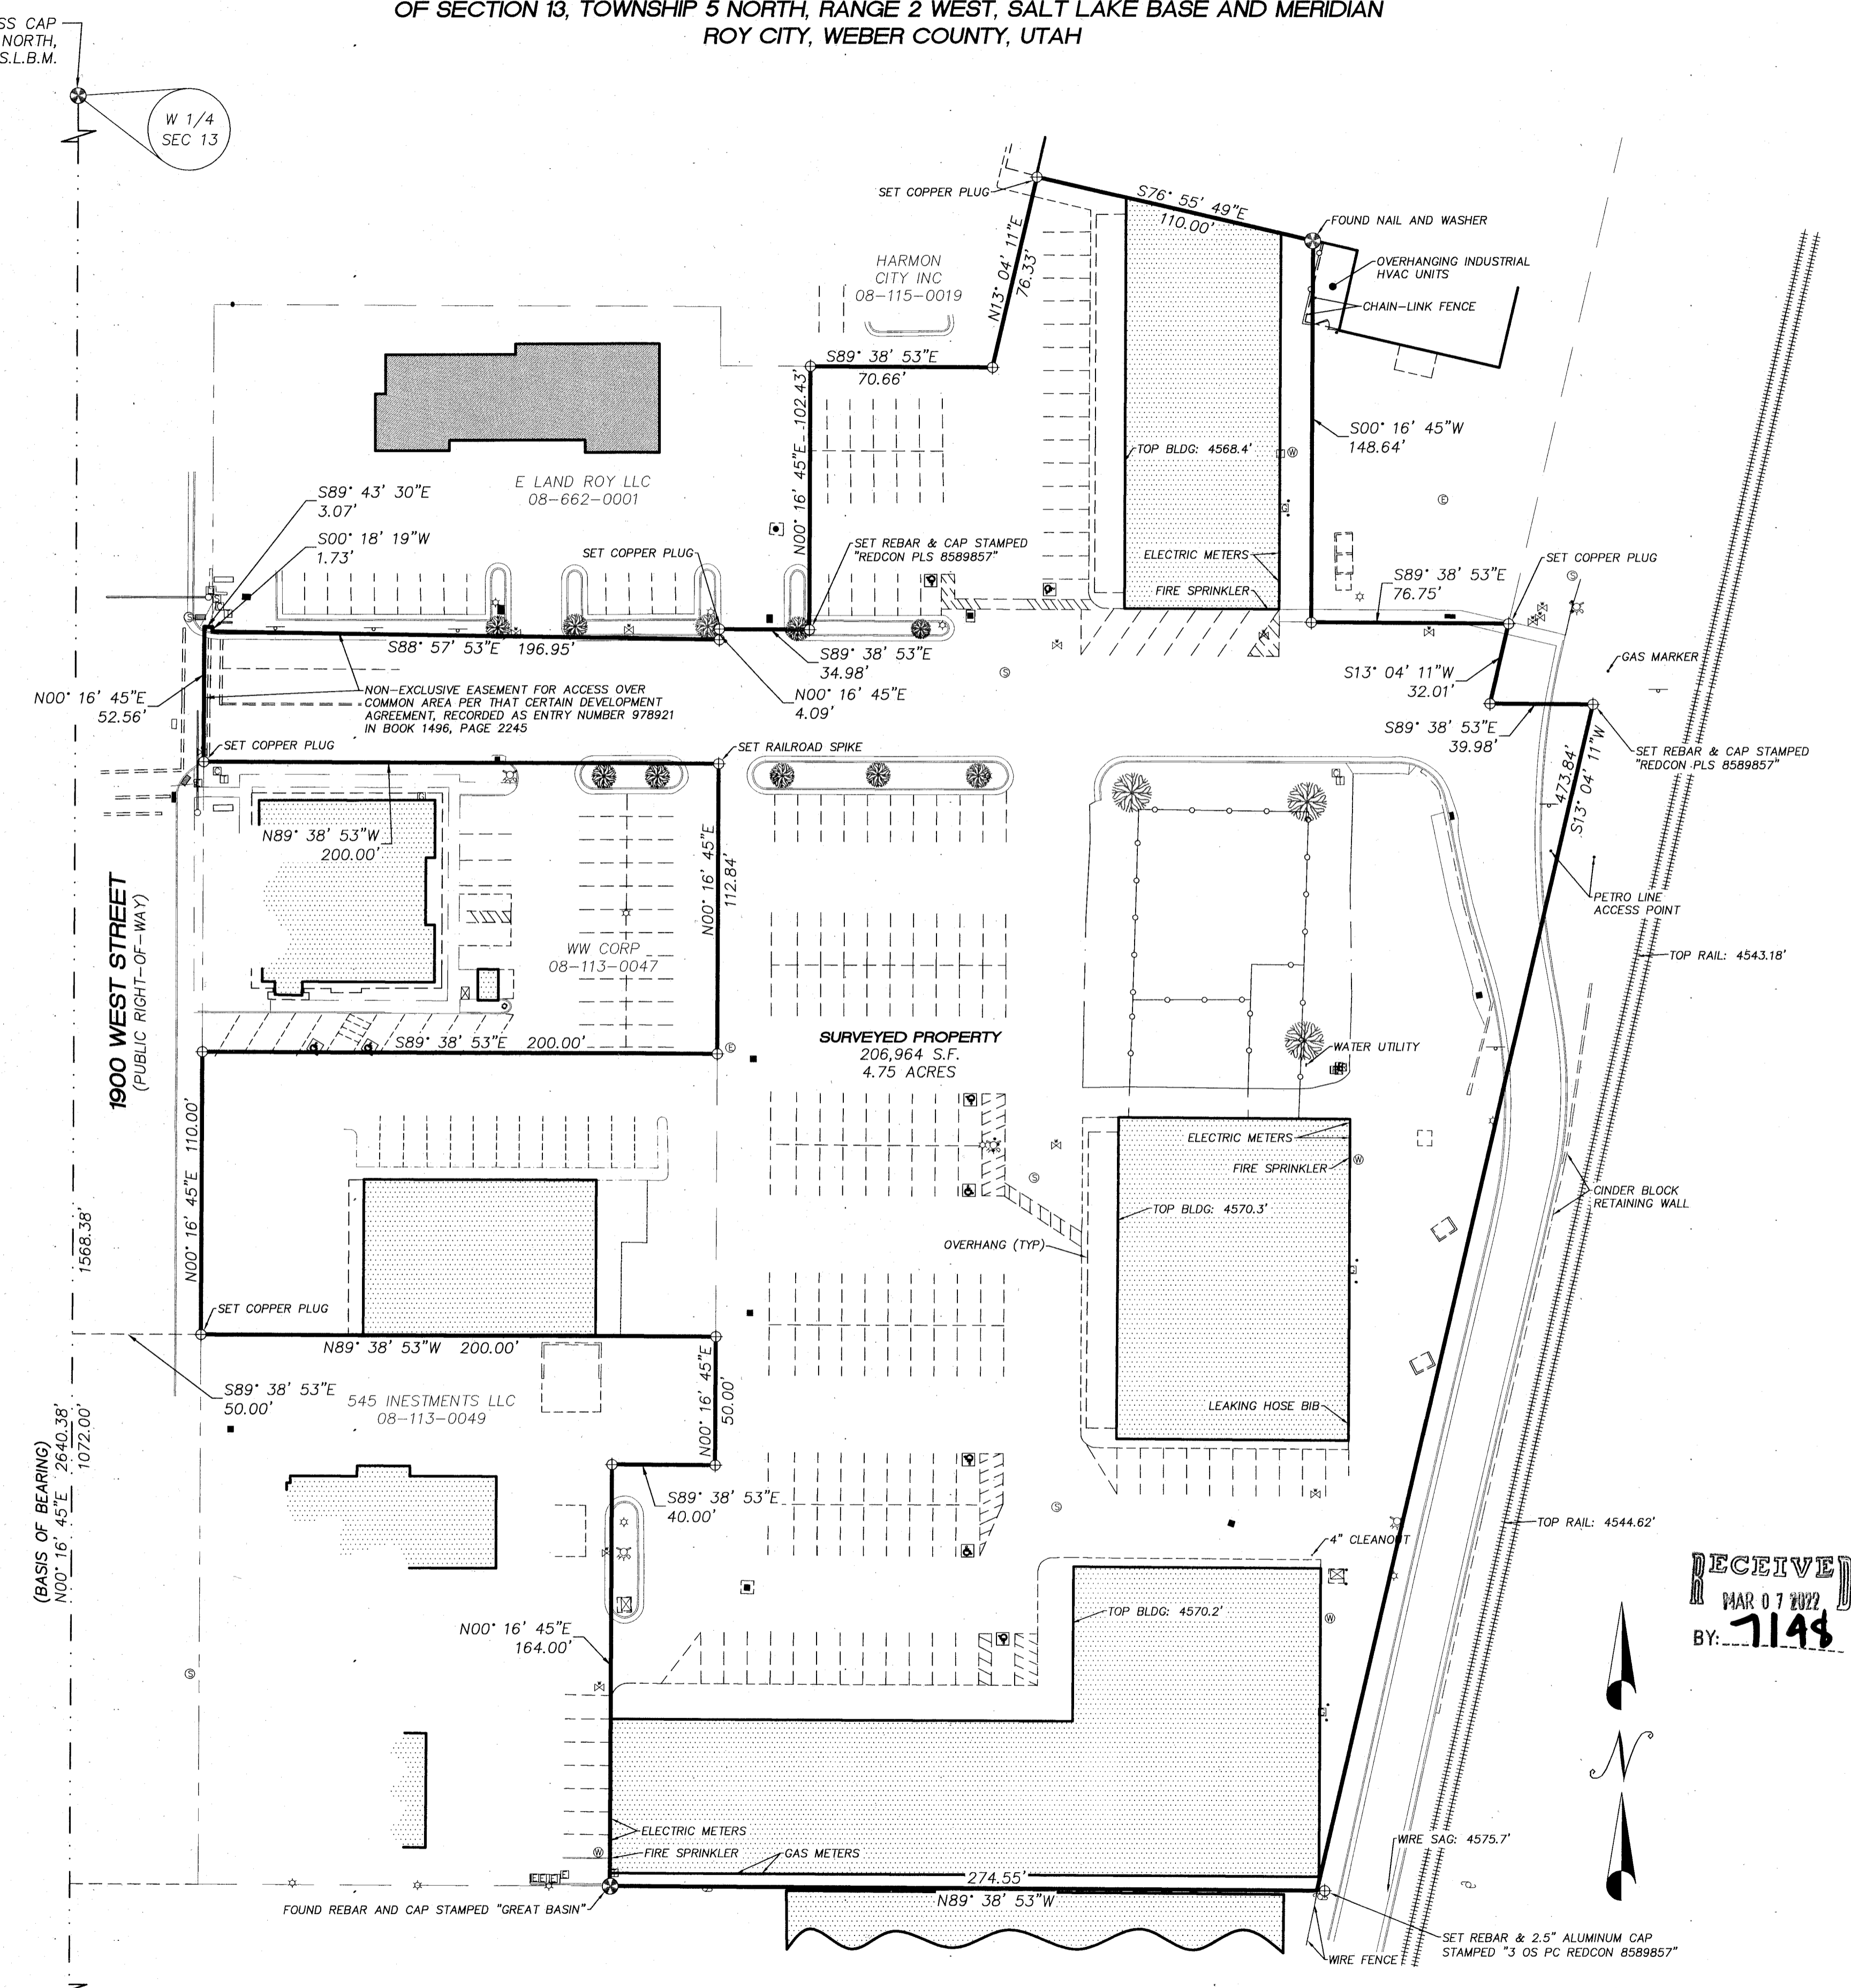 OF SECTION 13, TOWNSHIP 5 NORTH, RANGE 2 WEST, SALT LAKE BASE AND MERIDIAN
ROY CITY, WEBER COUNTY, UTAH
SS CAP
NORTH,
S.L.B.M.
W 1/4
SEC 13
SET COPPER PLUG
S76° 55' 49"E
110.00'
FOUND NAIL AND WASHER
OVERHANGING INDUSTRIAL
HVAC UNITS
CHAIN-LINK FENCE
HARMON
CITY INC
08-115-0019
N13° 04' 11"E
76.33'
S89° 38' 53"E
70.66'
N00° 16' 45"E 102.43'
TOP BLDG: 4568.4'
S00° 16' 45"W
148.64'
E LAND ROY LLC
08-662-0001
S89° 43' 30"E
3.07'
S00° 18' 19"W
1.73'
SET COPPER PLUG
SET REBAR & CAP STAMPED
"REDCON PLS 8589857"
ELECTRIC METERS
FIRE SPRINKLER
SET COPPER PLUG
S89° 38' 53"E
76.75'
S88° 57' 53"E 196.95'
S89° 38' 53"E
34.98'
N00° 16' 45"E
4.09'
S13° 04' 11"W
32.01'
GAS MARKER
N00° 16' 45"E
52.56'
NON-EXCLUSIVE EASEMENT FOR ACCESS OVER
COMMON AREA PER THAT CERTAIN DEVELOPMENT
AGREEMENT, RECORDED AS ENTRY NUMBER 978921
IN BOOK 1496, PAGE 2245
S89° 38' 53"E
39.98'
SET COPPER PLUG
SET RAILROAD SPIKE
SET REBAR & CAP STAMPED
"REDCON PLS 8589857"
473.84'
S13° 04' 11"W
N89° 38' 53"W
200.00'
N00° 16' 45"E
112.84'
1900 WEST STREET
(PUBLIC RIGHT-OF-WAY)
PETRO LINE
ACCESS POINT
WW CORP
08-113-0047
TOP RAIL: 4543.18'
S89° 38' 53"E 200.00'
SURVEYED PROPERTY
206,964 S.F.
4.75 ACRES
WATER UTILITY
N00° 16' 45"E 110.00'
ELECTRIC METERS
FIRE SPRINKLER
CINDER BLOCK
RETAINING WALL
TOP BLDG: 4570.3'
OVERHANG (TYP)
1568.38'
SET COPPER PLUG
N89° 38' 53"W 200.00'
S89° 38' 53"E
50.00'
545 INESTMENTS LLC
08-113-0049
N00° 16' 45"E
50.00'
LEAKING HOSE BIB
(BASIS OF BEARING)
N00° 16' 45"E 2640.38'
1072.00'
S89° 38' 53"E
40.00'
TOP RAIL: 4544.62'
4" CLEANOUT
RECEIVED
MAR 07 2022
BY: 7148
TOP BLDG: 4570.2'
N00° 16' 45"E
164.00'
N
ELECTRIC METERS
FIRE SPRINKLER
GAS METERS
WIRE SAG: 4575.7'
274.55'
N89° 38' 53"W
FOUND REBAR AND CAP STAMPED "GREAT BASIN"
SET REBAR & 2.5" ALUMINUM CAP
STAMPED "3 OS PC REDCON 8589857"
WIRE FENCE